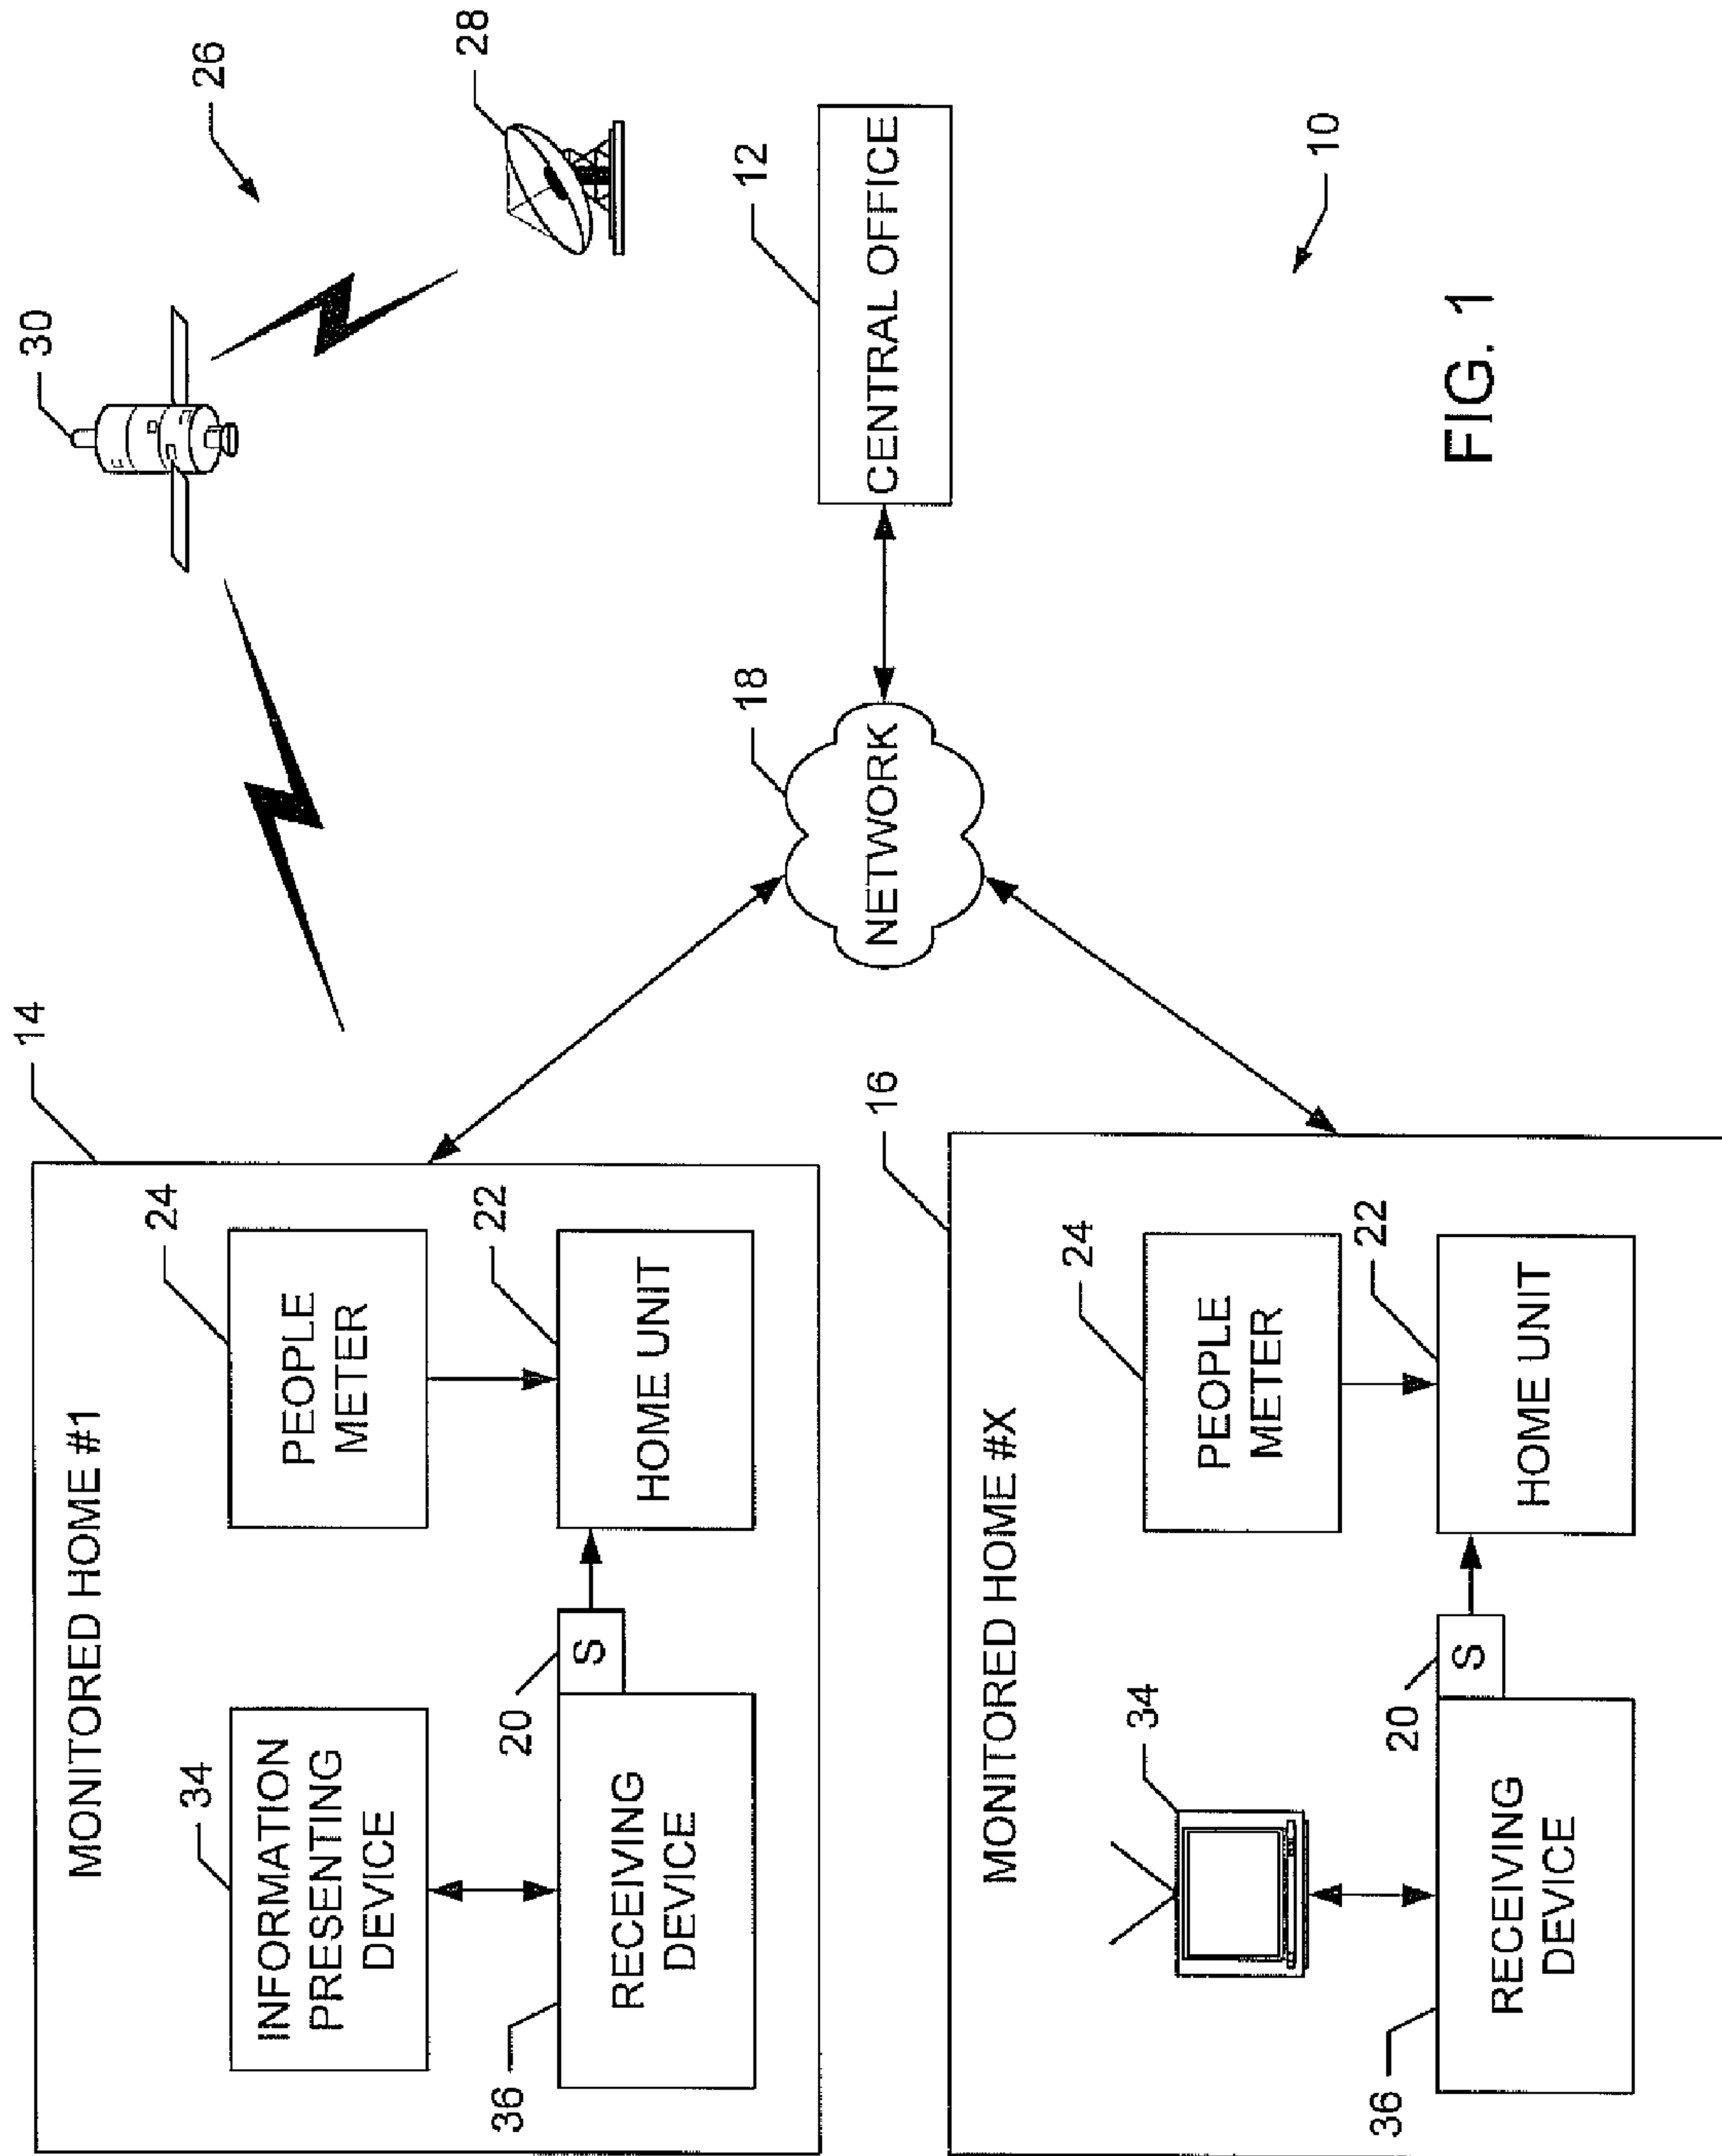 MONITORED HOME #1
14
34
INFORMATION
PRESENTING
DEVICE
24
PEOPLE
METER
36
RECEIVING
DEVICE
20
S
22
HOME UNIT
30
26
28
18
NETWORK
12
CENTRAL OFFICE
16
MONITORED HOME #X
34
24
PEOPLE
METER
36
RECEIVING
DEVICE
20
S
22
HOME UNIT
10
FIG. 1